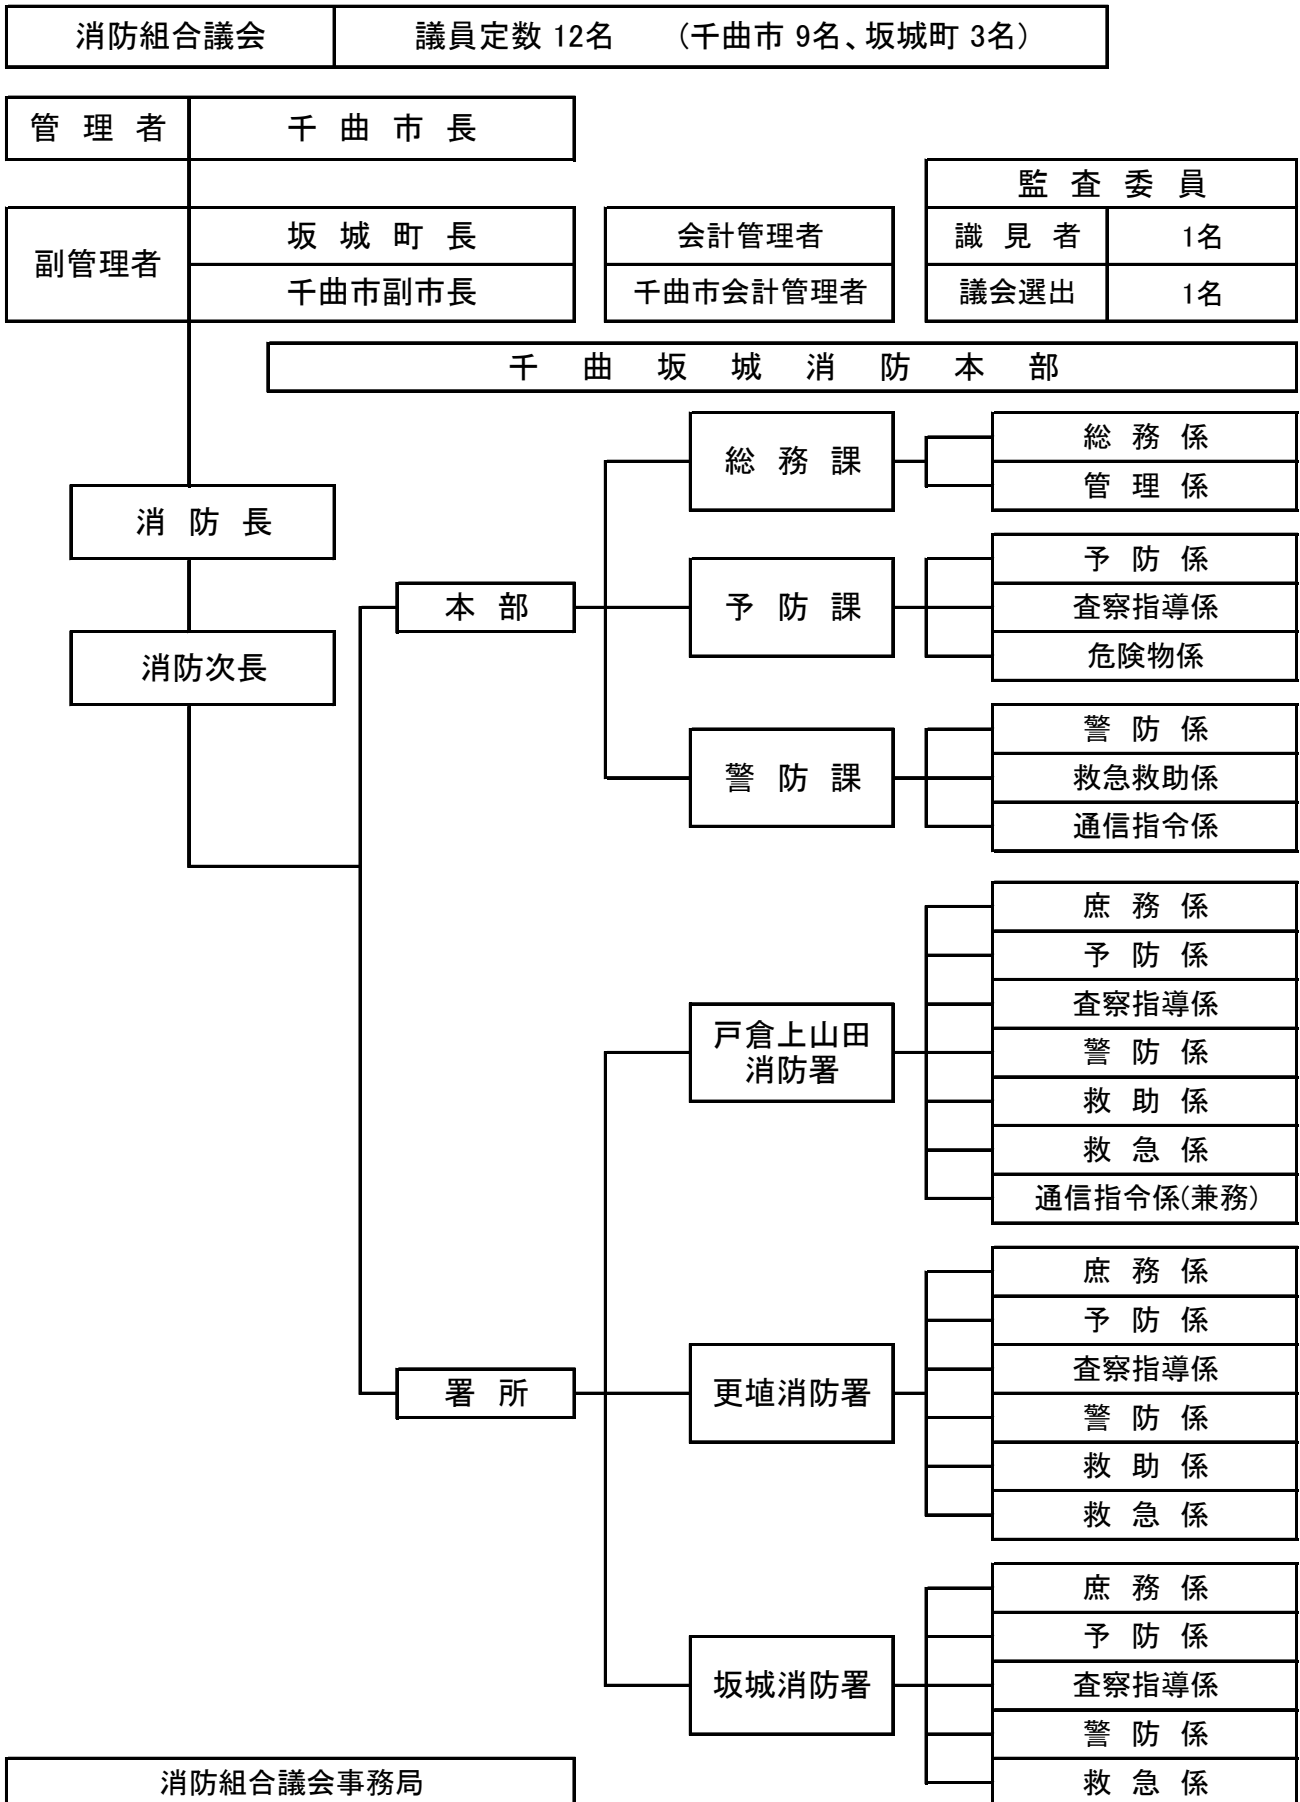 消防組合議会 議員定数 12名 （千曲市 9名、坂城町 3名）
管理者 千曲市長
監査委員
副管理者
坂城町長 会計管理者 識見者 1名
千曲市副市長 千曲市会計管理者 議会選出 1名
千曲坂城消防本部
消防長
消防次長
本部
総務課
総務係
管理係
予防課
予防係
査察指導係
危険物係
警防課
警防係
救急救助係
通信指令係
署所
戸倉上山田
消防署
庶務係
予防係
査察指導係
警防係
救助係
救急係
通信指令係(兼務)
更埴消防署
庶務係
予防係
査察指導係
警防係
救助係
救急係
坂城消防署
庶務係
予防係
査察指導係
警防係
救急係
消防組合議会事務局